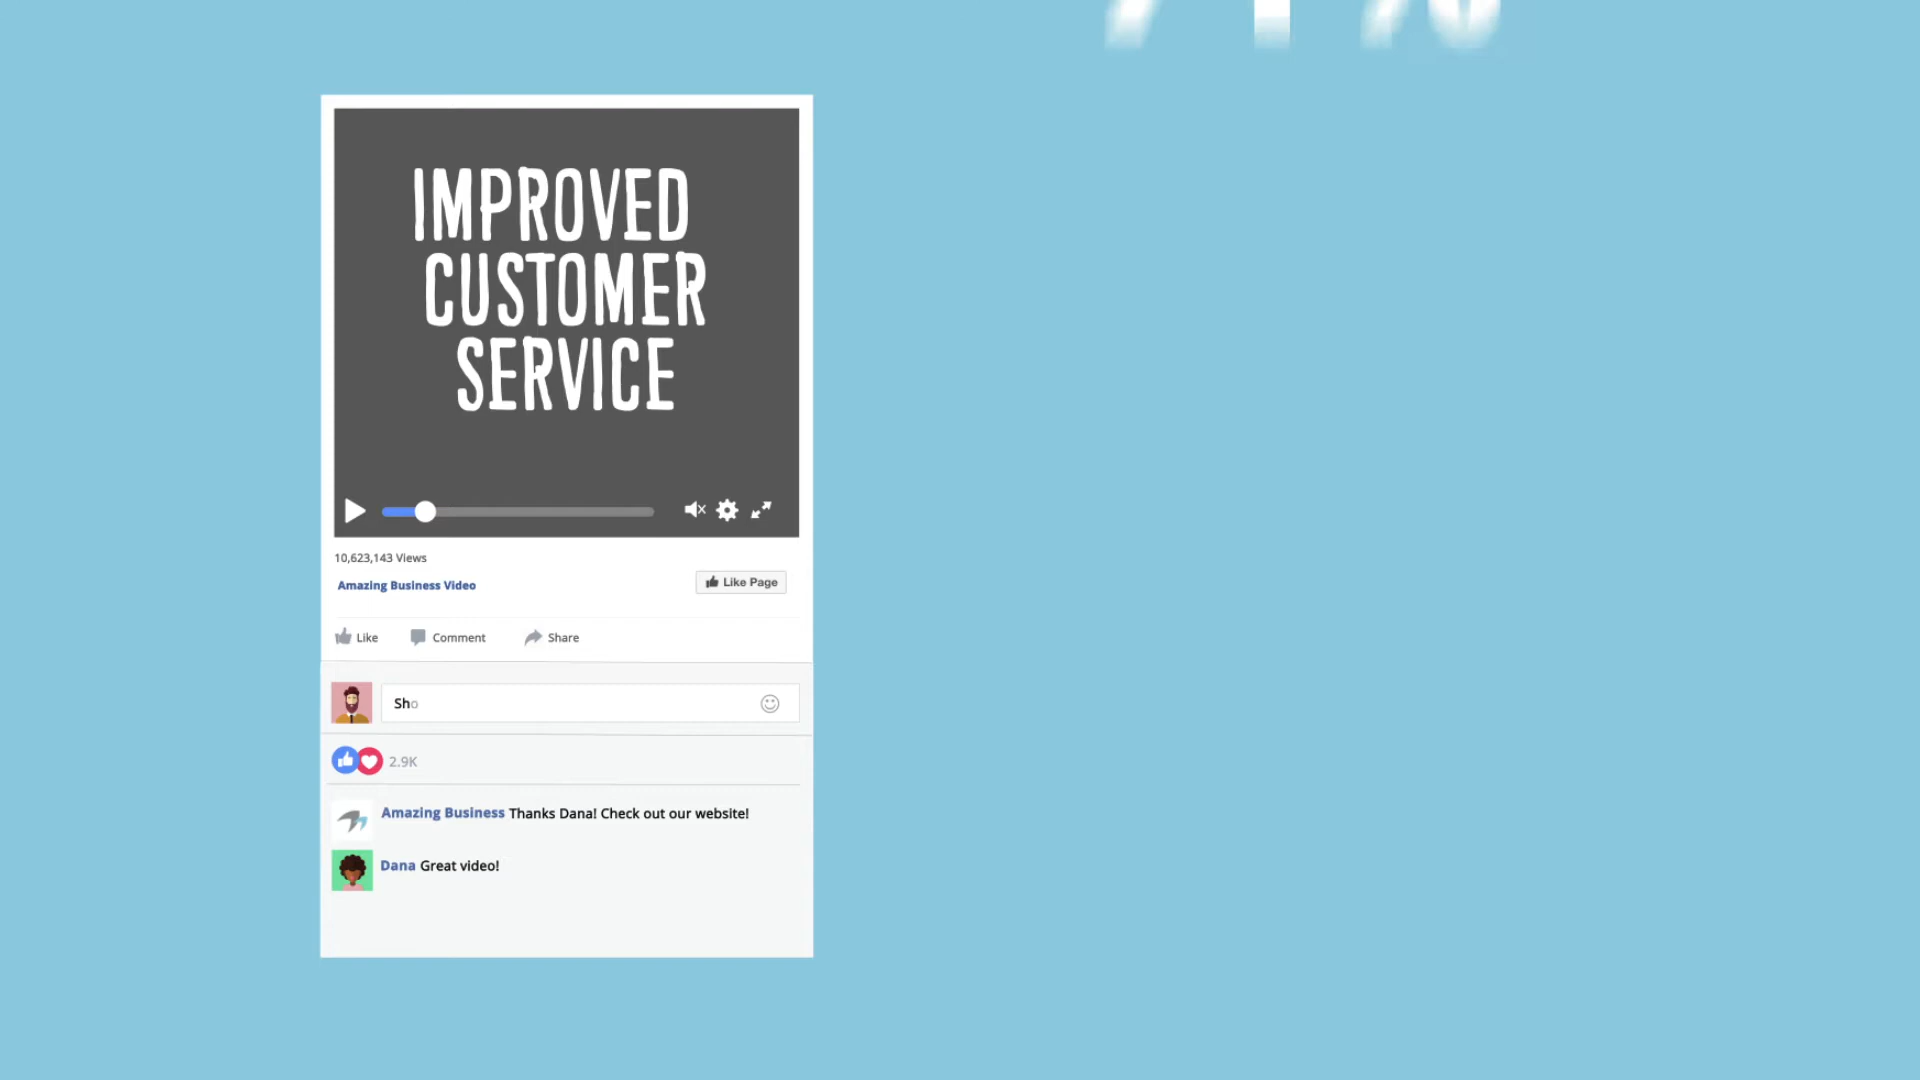 IMPROVED
CUSTOMER
SERVICE
10,623,143 Views
Amazing Business Video
Like Page
Like
Comment
Share
Sho
2.9K
Amazing Business Thanks Dana! Check out our website!
Dana Great video!